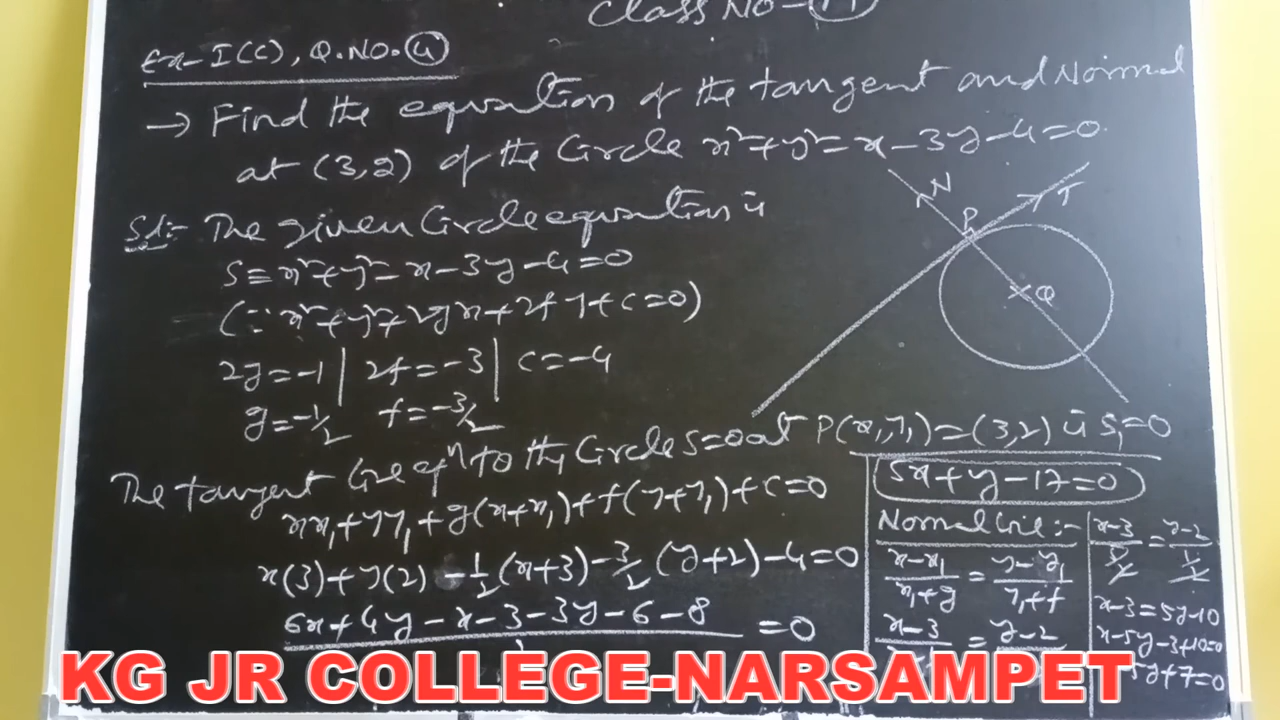 Class No-(11)
Ex-I(C), Q.NO.(4)
→ Find the equation of the tangent and Normal
at (3,2) of the Circle x²+y²-x-3y-4=0.
Sol:- The given Circle equation is
S≡x²+y²-x-3y-4=0
(∵ x²+y²+2gx+2fy+c=0)
2g=-1 | 2f=-3 | c=-4
g=-1/2 f=-3/2
N
T
P
Q
The tangent line eqⁿ to the Circle S=0 at P(x₁,y₁)=(3,2) is S₁=0
xx₁+yy₁+g(x+x₁)+f(y+y₁)+c=0
x(3)+y(2)-1/2(x+3)-3/2(y+2)-4=0
6x+4y-x-3-3y-6-8 =0
5x+y-17=0
Normal line:-
x-x₁/x₁+g = y-y₁/y₁+f
x-3 = y-2
x-3/5/2 = y-2/1/2
x-3=5y-10
x-5y-3+10=0
5y+7=0
KG JR COLLEGE-NARSAMPET